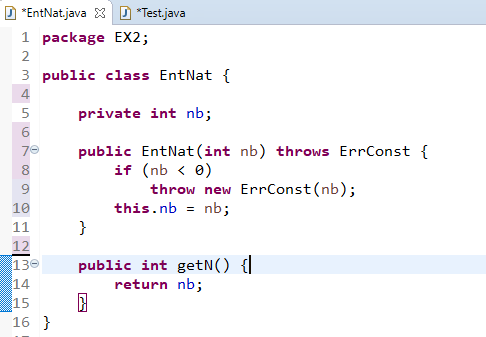 *EntNat.java *Test.java
1 package EX2;
2
3 public class EntNat {
4
5     private int nb;
6
7     public EntNat(int nb) throws ErrConst {
8         if (nb < 0)
9             throw new ErrConst(nb);
10         this.nb = nb;
11     }
12
13     public int getN() {
14         return nb;
15     }
16 }